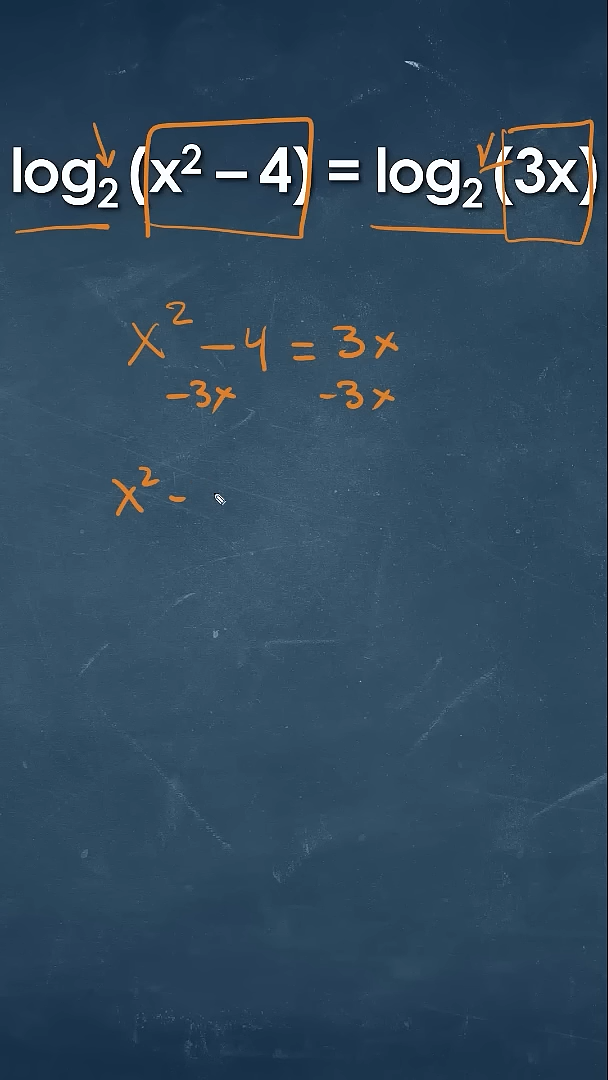 log₂ (x² – 4) = log₂ (3x)
x² - 4 = 3x
-3x -3x
x² -